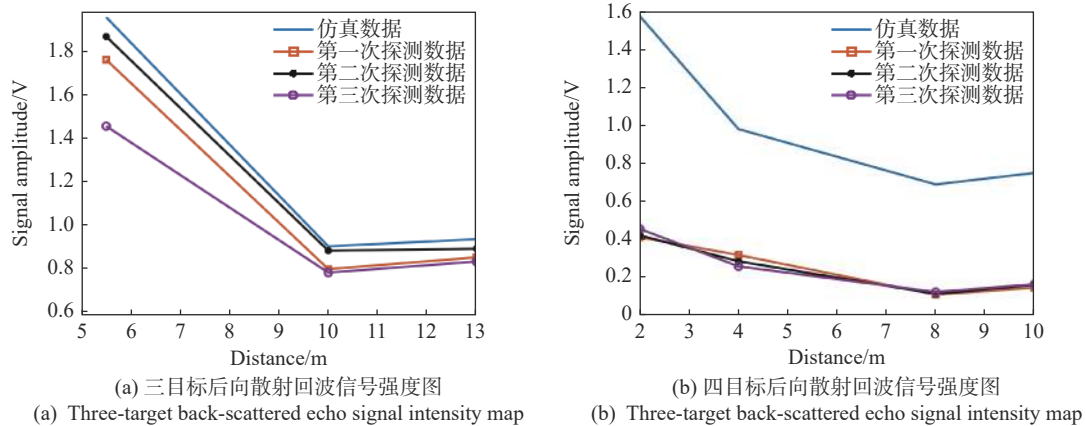 1.8
1.6
1.4
1.2
1.0
0.8
0.6
Signal amplitude/V
仿真数据
第一次探测数据
第二次探测数据
第三次探测数据
5 6 7 8 9 10 11 12 13
Distance/m
(a) 三目标后向散射回波信号强度图
(a) Three-target back-scattered echo signal intensity map
1.6
1.4
1.2
1.0
0.8
0.6
0.4
0.2
0
Signal amplitude/V
仿真数据
第一次探测数据
第二次探测数据
第三次探测数据
2 3 4 5 6 7 8 9 10
Distance/m
(b) 四目标后向散射回波信号强度图
(b) Three-target back-scattered echo signal intensity map